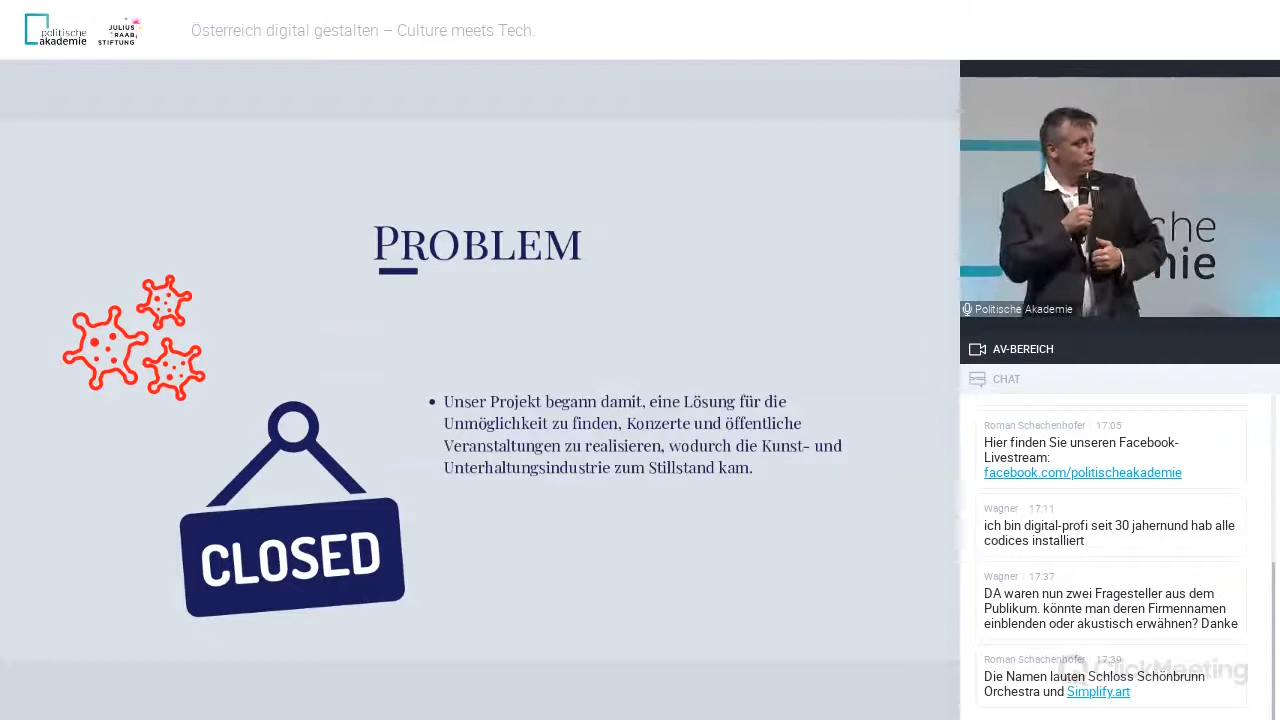 politische
akademie
JULIUS
RAAB
STIFTUNG
Österreich digital gestalten – Culture meets Tech.
PROBLEM
• Unser Projekt begann damit, eine Lösung für die
Unmöglichkeit zu finden, Konzerte und öffentliche
Veranstaltungen zu realisieren, wodurch die Kunst- und
Unterhaltungsindustrie zum Stillstand kam.
CLOSED
che
mie
Politische Akademie
AV-BEREICH
CHAT
Roman Schachenhofer 17:05
Hier finden Sie unseren Facebook-
Livestream:
facebook.com/politischeakademie
Wagner 17:11
ich bin digital-profi seit 30 jahernund hab alle
codices installiert
Wagner 17:37
DA waren nun zwei Fragesteller aus dem
Publikum. könnte man deren Firmennamen
einblenden oder akustisch erwähnen? Danke
Roman Schachenhofer 17:39
Die Namen lauten Schloss Schönbrunn
Orchestra und Simplify.art
ClickMeeting